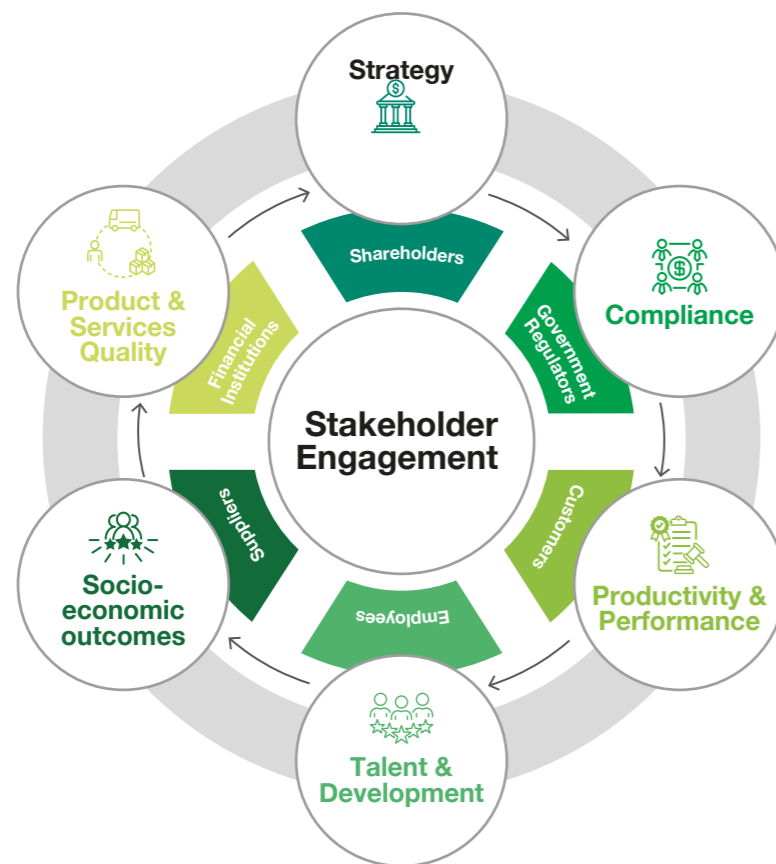 Strategy
Shareholders
Compliance
Government
Regulators
Productivity &
Performance
Customers
Talent &
Development
Employees
Socio-
economic
outcomes
Suppliers
Product &
Services
Quality
Financial
Institutions
Stakeholder
Engagement